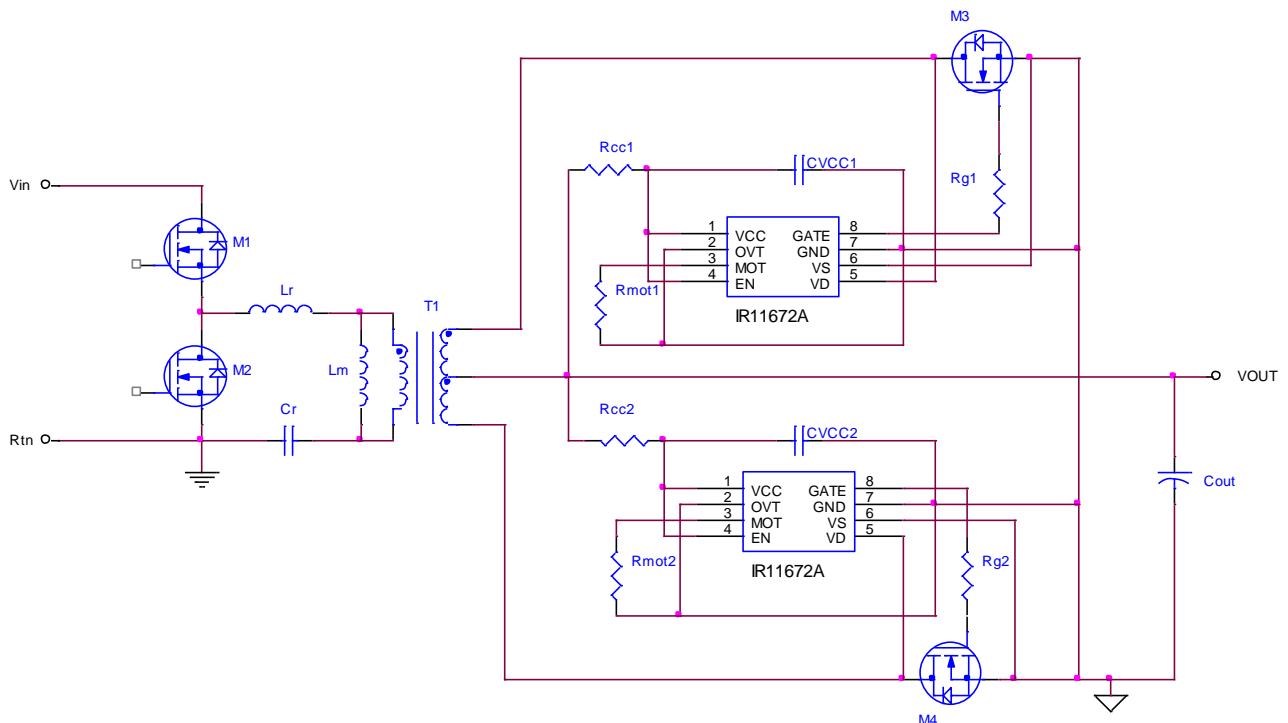 M3
Rcc1
CVCC1
Rg1
Vin
M1
1 VCC GATE 8
2 OVT GND 7
3 MOT VS 6
4 EN VD 5
Rmot1
IR11672A
Lr
T1
M2
Lm
VOUT
Cr
Rtn
Rcc2
CVCC2
Cout
1 VCC GATE 8
2 OVT GND 7
3 MOT VS 6
4 EN VD 5
Rmot2
Rg2
IR11672A
M4